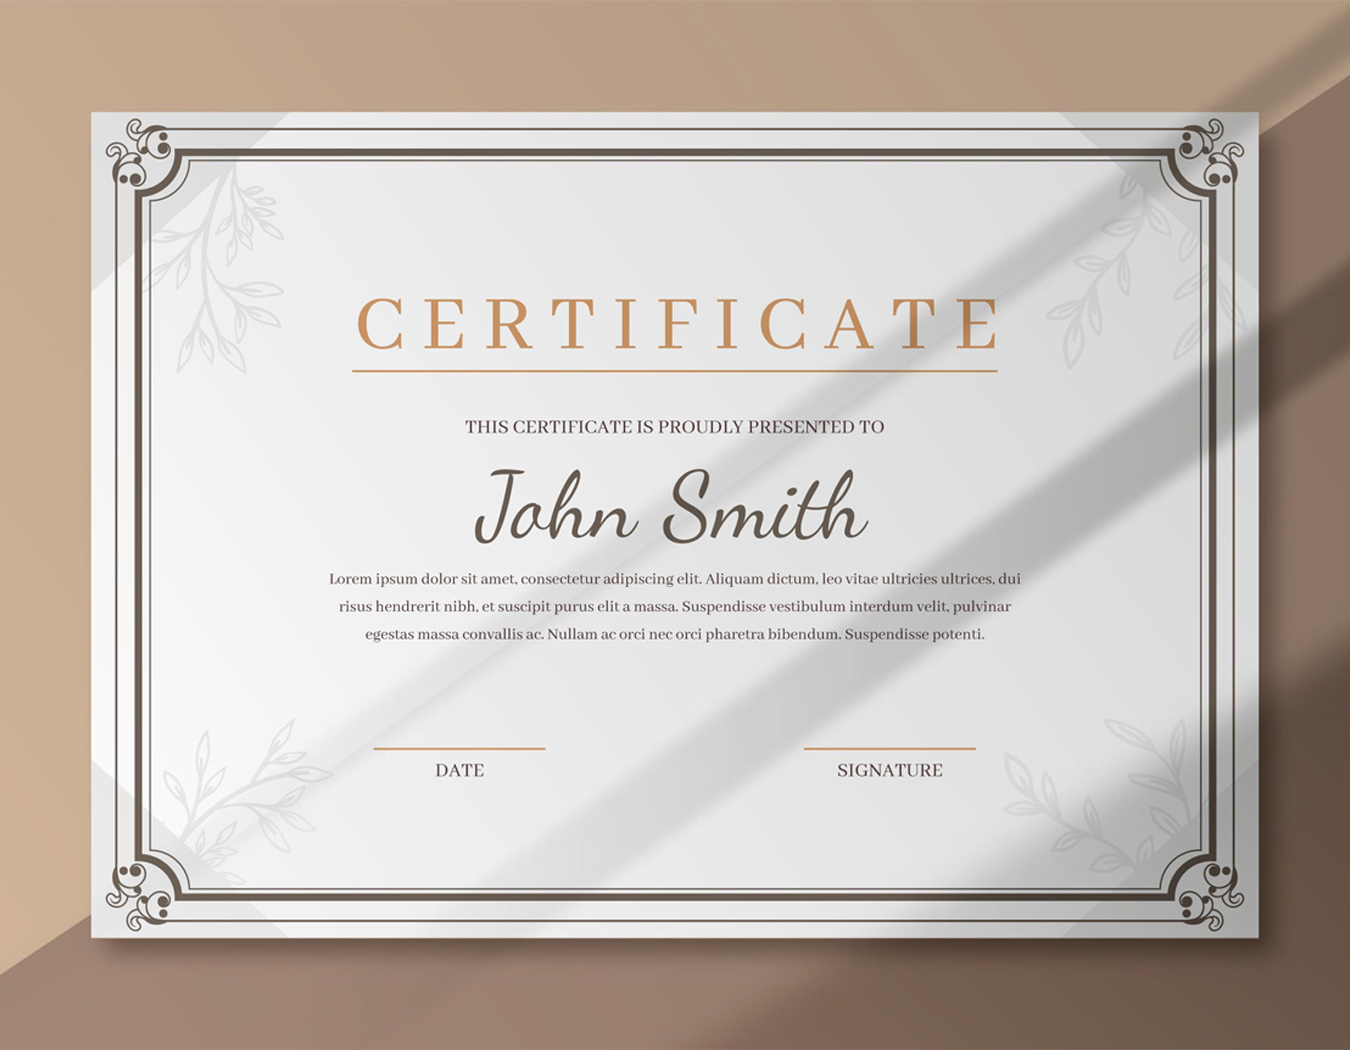 CERTIFICATE
THIS CERTIFICATE IS PROUDLY PRESENTED TO
John Smith
Lorem ipsum dolor sit amet, consectetur adipiscing elit. Aliquam dictum, leo vitae ultricies ultrices, dui
risus hendrerit nibh, et suscipit purus elit a massa. Suspendisse vestibulum interdum velit, pulvinar
egestas massa convallis ac. Nullam ac orci nec orci pharetra bibendum. Suspendisse potenti.
DATE
SIGNATURE